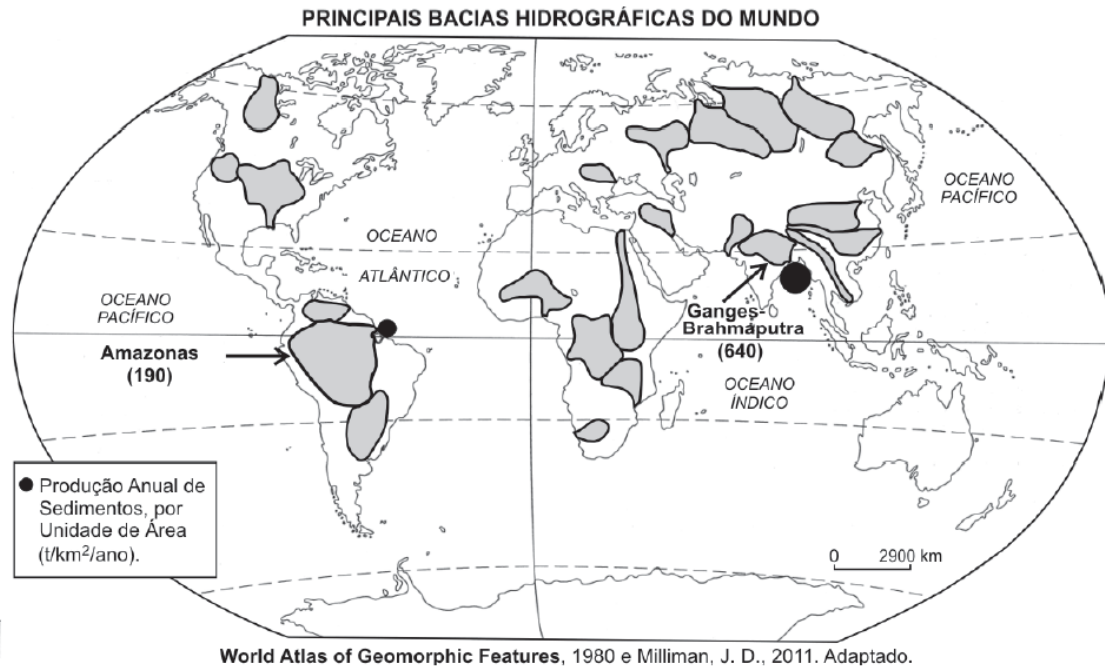 PRINCIPAIS BACIAS HIDROGRÁFICAS DO MUNDO
OCEANO
PACÍFICO
OCEANO
ATLÂNTICO
OCEANO
PACÍFICO
Amazonas
(190)
Ganges-
Brahmaputra
(640)
OCEANO
ÍNDICO
Produção Anual de
Sedimentos, por
Unidade de Área
(t/km²/ano).
0 2900 km
World Atlas of Geomorphic Features, 1980 e Milliman, J. D., 2011. Adaptado.